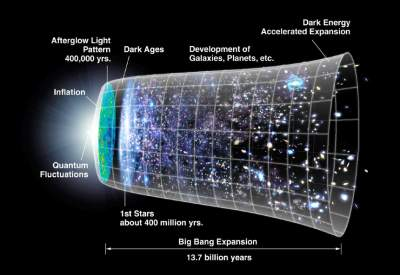 Dark Energy
Accelerated Expansion
Afterglow Light
Pattern
400,000 yrs.
Dark Ages
Development of
Galaxies, Planets, etc.
Inflation
Quantum
Fluctuations
1st Stars
about 400 million yrs.
Big Bang Expansion
13.7 billion years